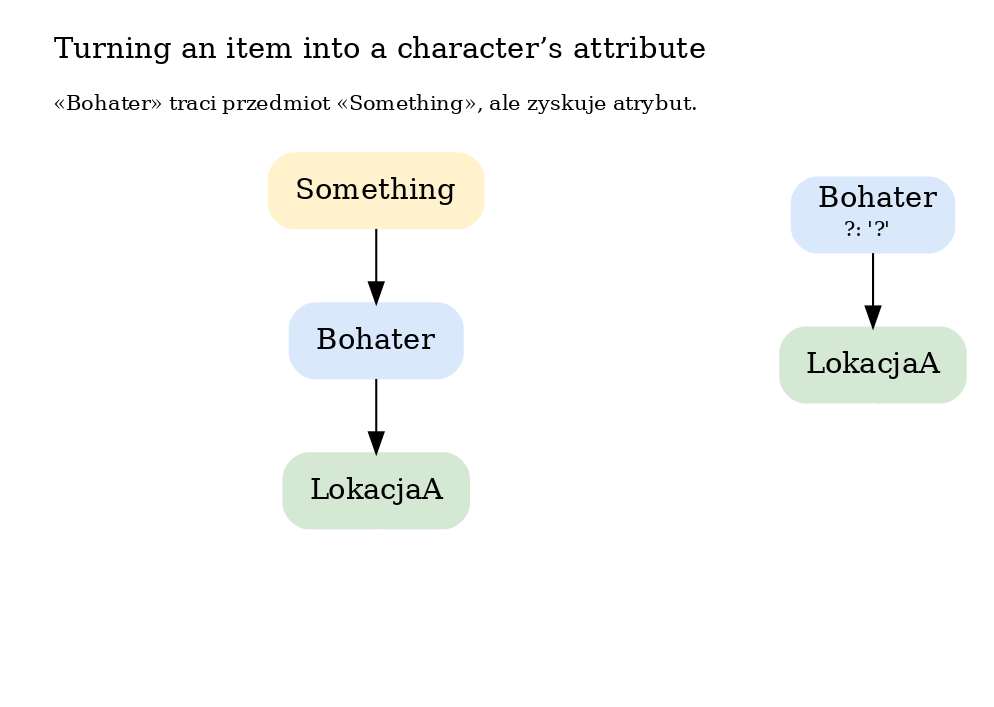 Turning an item into a character’s attribute
«Bohater» traci przedmiot «Something», ale zyskuje atrybut.
Something
Bohater
LokacjaA
Bohater
?: '?'
LokacjaA